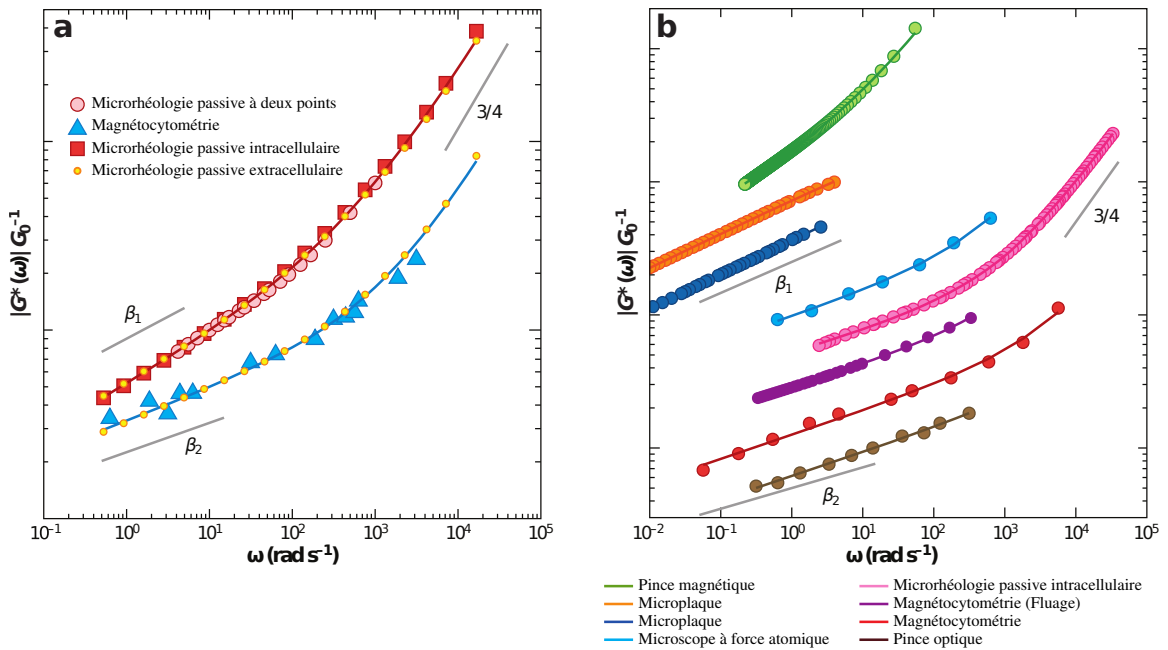 a
Microrhéologie passive à deux points
Magnétocytométrie
Microrhéologie passive intracellulaire
Microrhéologie passive extracellulaire
3/4
β1
β2
|G*(ω)| G0-1
10-1 100 101 102 103 104 105
ω (rad s-1)
b
3/4
β1
β2
|G*(ω)| G0-1
10-2 10-1 100 101 102 103 104 105
ω (rad s-1)
Pince magnétique
Microplaque
Microplaque
Microscope à force atomique
Microrhéologie passive intracellulaire
Magnétocytométrie (Fluage)
Magnétocytométrie
Pince optique